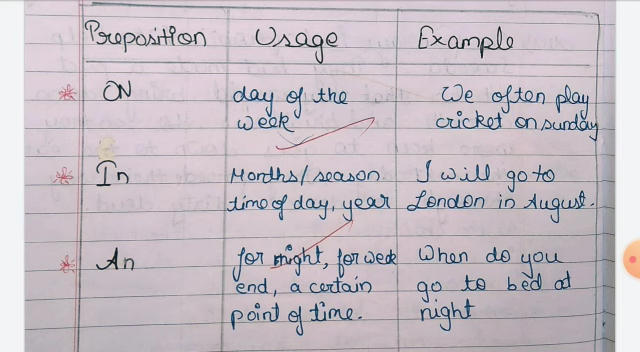 Preposition Usage Example
ON day of the We often play
week cricket on sunday
In Months/season I will go to
time of day, year London in August.
An for night, for week When do you
end, a certain go to bed at
point of time. night